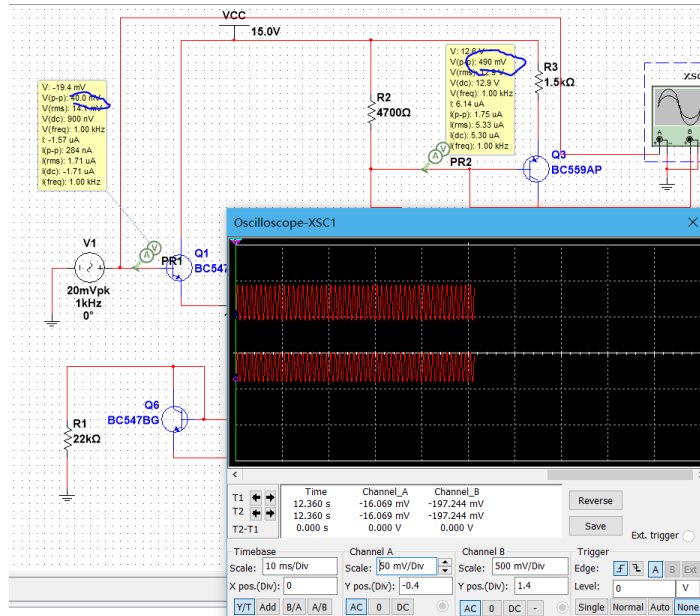 VCC
15.0V
V: 12.6 V
V(p-p): 490 mV
V(rms): 12.9 V
V(dc): 12.9 V
V(freq): 1.00 kHz
I: 6.14 uA
I(p-p): 1.75 uA
I(rms): 5.33 uA
I(dc): 5.30 uA
I(freq): 1.00 kHz
R3
1.5kΩ
XSC1
A
B
V: -19.4 mV
V(p-p): 40.0 mV
V(rms): 14.1 mV
V(dc): 900 nV
V(freq): 1.00 kHz
I: -1.57 uA
I(p-p): 284 nA
I(rms): 1.71 uA
I(dc): -1.71 uA
I(freq): 1.00 kHz
R2
4700Ω
A V
PR2
Q3
BC559AP
Oscilloscope-XSC1
V1
A V
PR1
Q1
BC547
20mVpk
1kHz
0°
Q6
BC547BG
R1
22kΩ
Time Channel_A Channel_B
T1 12.360 s -16.069 mV -197.244 mV
T2 12.360 s -16.069 mV -197.244 mV
T2-T1 0.000 s 0.000 V 0.000 V
Reverse
Save
Ext. trigger
Timebase
Scale: 10 ms/Div
X pos.(Div): 0
Y/T Add B/A A/B
Channel A
Scale: 50 mV/Div
Y pos.(Div): -0.4
AC 0 DC
Channel B
Scale: 500 mV/Div
Y pos.(Div): 1.4
AC 0 DC -
Trigger
Edge: A B Ext
Level: 0 V
Single Normal Auto